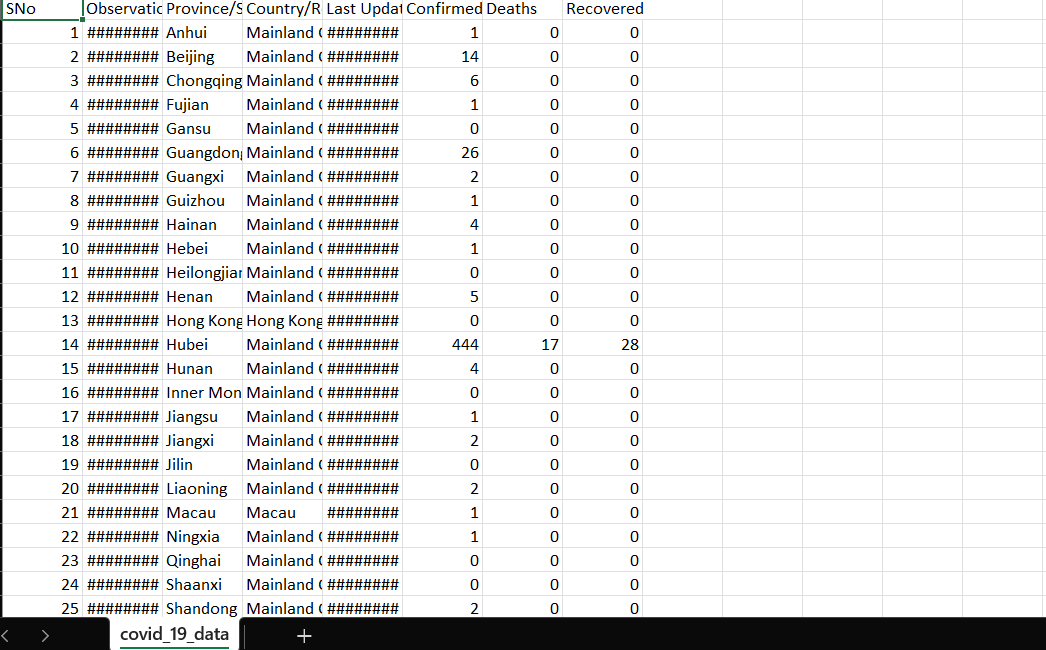 SNo Observatic Province/S Country/R Last Updat Confirmed Deaths Recovered
1 ######## Anhui Mainland ( ######## 1 0 0
2 ######## Beijing Mainland ( ######## 14 0 0
3 ######## Chongqing Mainland ( ######## 6 0 0
4 ######## Fujian Mainland ( ######## 1 0 0
5 ######## Gansu Mainland ( ######## 0 0 0
6 ######## Guangdong Mainland ( ######## 26 0 0
7 ######## Guangxi Mainland ( ######## 2 0 0
8 ######## Guizhou Mainland ( ######## 1 0 0
9 ######## Hainan Mainland ( ######## 4 0 0
10 ######## Hebei Mainland ( ######## 1 0 0
11 ######## Heilongjiar Mainland ( ######## 0 0 0
12 ######## Henan Mainland ( ######## 5 0 0
13 ######## Hong Kong Hong Kong ######## 0 0 0
14 ######## Hubei Mainland ( ######## 444 17 28
15 ######## Hunan Mainland ( ######## 4 0 0
16 ######## Inner Mon Mainland ( ######## 0 0 0
17 ######## Jiangsu Mainland ( ######## 1 0 0
18 ######## Jiangxi Mainland ( ######## 2 0 0
19 ######## Jilin Mainland ( ######## 0 0 0
20 ######## Liaoning Mainland ( ######## 2 0 0
21 ######## Macau Macau ######## 1 0 0
22 ######## Ningxia Mainland ( ######## 1 0 0
23 ######## Qinghai Mainland ( ######## 0 0 0
24 ######## Shaanxi Mainland ( ######## 0 0 0
25 ######## Shandong Mainland ( ######## 2 0 0
covid_19_data